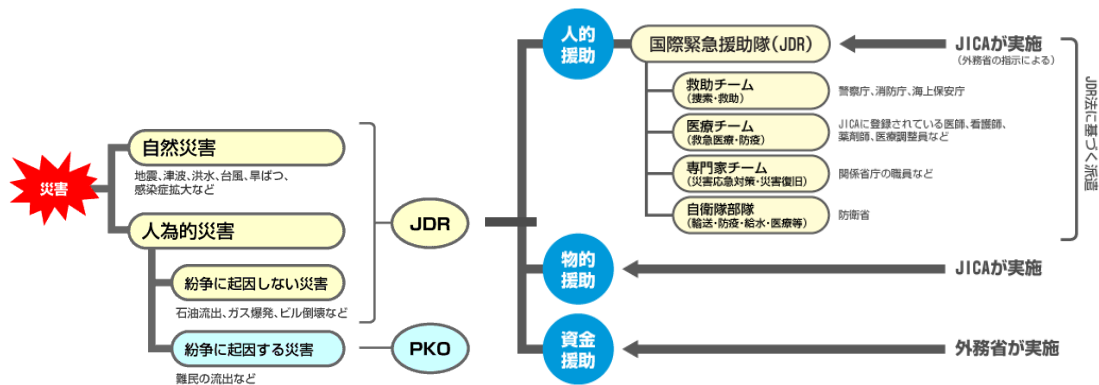 災害
自然災害
地震、津波、洪水、台風、旱ばつ、
感染症拡大など
人為的災害
紛争に起因しない災害
石油流出、ガス爆発、ビル倒壊など
紛争に起因する災害
難民の流出など
JDR
PKO
人的
援助
国際緊急援助隊(JDR)
JICAが実施
(外務省の指示による)
救助チーム
(捜索・救助)
警察庁、消防庁、海上保安庁
医療チーム
(救急医療・防疫)
JICAに登録されている医師、看護師、
薬剤師、医療調整員など
専門家チーム
(災害応急対策・災害復旧)
関係省庁の職員など
自衛隊部隊
(輸送・防疫・給水・医療等)
防衛省
JDR法に基づく派遣
物的
援助
JICAが実施
資金
援助
外務省が実施